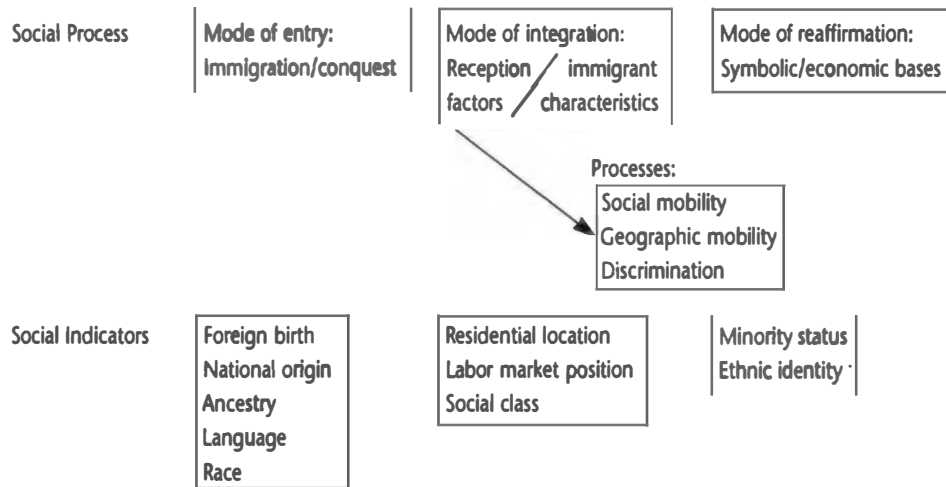 Social Process
Mode of entry:
Immigration/conquest
Mode of integration:
Reception / immigrant
factors / characteristics
Mode of reaffirmation:
Symbolic/economic bases
Processes:
Social mobility
Geographic mobility
Discrimination
Social Indicators
Foreign birth
National origin
Ancestry
Language
Race
Residential location
Labor market position
Social class
Minority status
Ethnic identity